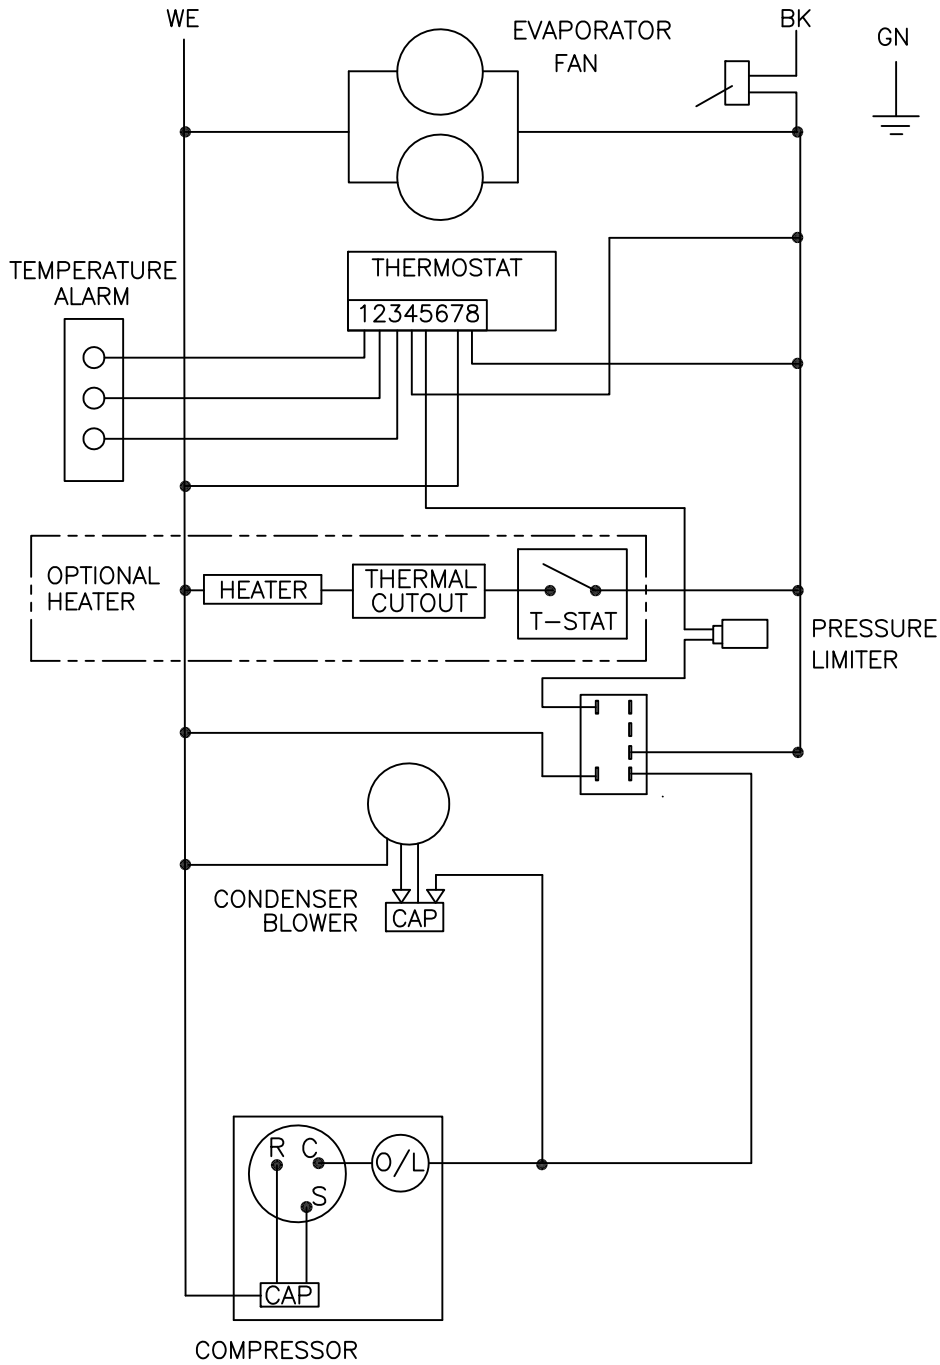 WE
EVAPORATOR
FAN
BK
GN
TEMPERATURE
ALARM
THERMOSTAT
12345678
OPTIONAL
HEATER
HEATER
THERMAL
CUTOUT
T-STAT
PRESSURE
LIMITER
CONDENSER
BLOWER
CAP
R C
S
O/L
CAP
COMPRESSOR